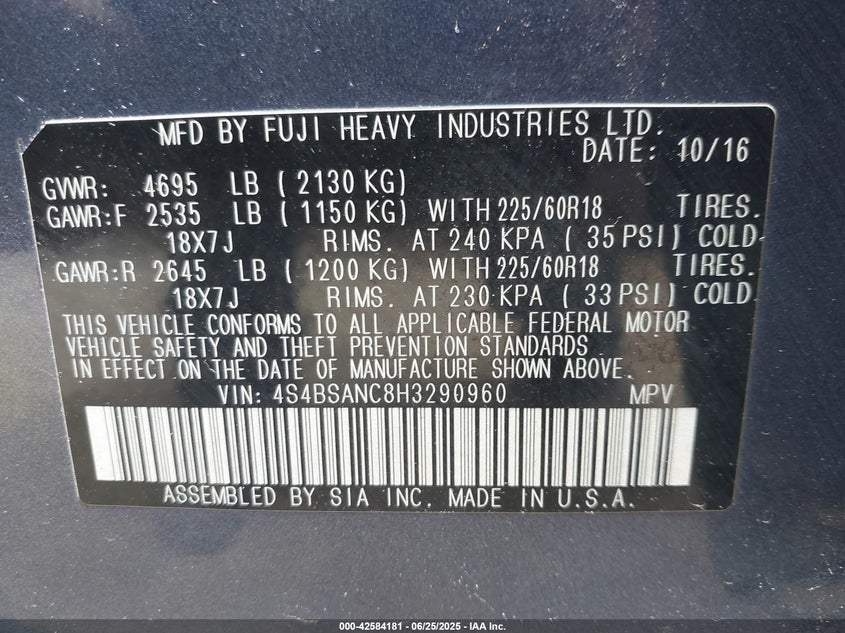 MFD BY FUJI HEAVY INDUSTRIES LTD.
DATE: 10/16
GVWR: 4695 LB ( 2130 KG)
GAWR:F 2535 LB ( 1150 KG) WITH 225/60R18 TIRES.
18X7J RIMS. AT 240 KPA ( 35 PSI) COLD
GAWR:R 2645 LB ( 1200 KG) WITH 225/60R18 TIRES.
18X7J RIMS. AT 230 KPA ( 33 PSI) COLD
THIS VEHICLE CONFORMS TO ALL APPLICABLE FEDERAL MOTOR
VEHICLE SAFETY AND THEFT PREVENTION STANDARDS
IN EFFECT ON THE DATE OF MANUFACTURE SHOWN ABOVE.
VIN: 4S4BSANC8H3290960 MPV
ASSEMBLED BY SIA INC. MADE IN U.S.A.
000-42584181 - 06/25/2025 - IAA Inc.